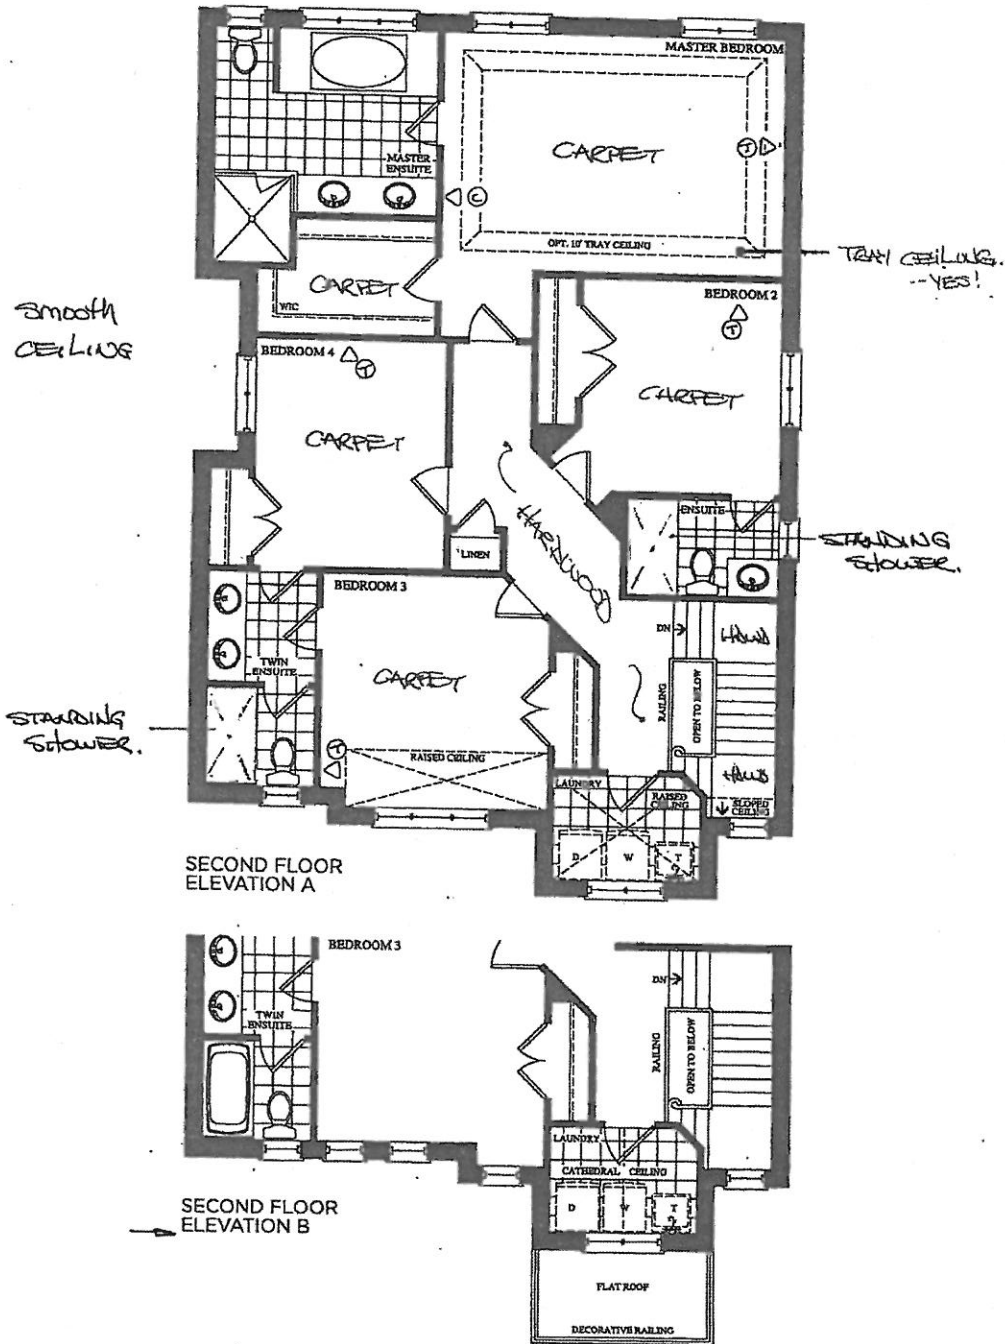 MASTER BEDROOM
CARPET
MASTER
ENSUITE
T
1
C
OPT. 10' TRAY CEILING
TRAY CEILING.
--YES!
CARPET
WIC
BEDROOM 2
T
Smooth
CEILING
BEDROOM 4
T
CARPET
CARPET
HARDWOOD
ENSUITE
STANDING
SHOWER.
LINEN
BEDROOM 3
DN
TWIN
ENSUITE
CARPET
RAILING
OPEN TO BELOW
STANDING
SHOWER.
T
RAISED CEILING
LAUNDRY
RAISED
CEILING
SLOPED
CEILING
D
W
T
SECOND FLOOR
ELEVATION A
BEDROOM 3
DN
TWIN
ENSUITE
RAILING
OPEN TO BELOW
LAUNDRY
CATHEDRAL CEILING
D
W
T
SECOND FLOOR
ELEVATION B
FLAT ROOF
DECORATIVE RAILING